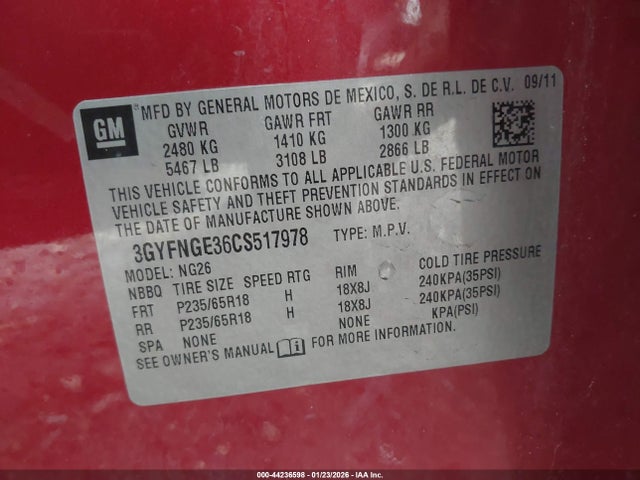 GM
MFD BY GENERAL MOTORS DE MEXICO, S. DE R.L. DE C.V. 09/11
GVWR GAWR FRT GAWR RR
2480 KG 1410 KG 1300 KG
5467 LB 3108 LB 2866 LB
THIS VEHICLE CONFORMS TO ALL APPLICABLE U.S. FEDERAL MOTOR
VEHICLE SAFETY AND THEFT PREVENTION STANDARDS IN EFFECT ON
THE DATE OF MANUFACTURE SHOWN ABOVE.
3GYFNGE36CS517978 TYPE: M.P.V.
MODEL: NG26
NBBQ TIRE SIZE SPEED RTG RIM COLD TIRE PRESSURE
FRT P235/65R18 H 18X8J 240KPA(35PSI)
RR P235/65R18 H 18X8J 240KPA(35PSI)
SPA NONE NONE KPA(PSI)
SEE OWNER'S MANUAL FOR MORE INFORMATION.
000-44236598 - 01/23/2026 - IAA Inc.